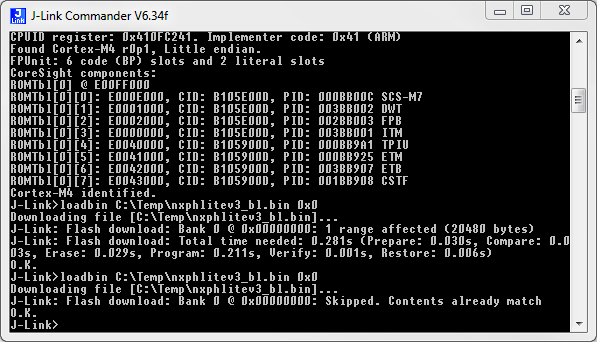 J-Link Commander V6.34f
CPUID register: 0x410FC241. Implementer code: 0x41 (ARM)
Found Cortex-M4 r0p1, Little endian.
FPUnit: 6 code (BP) slots and 2 literal slots
CoreSight components:
ROMTbl[0] @ E00FF000
ROMTbl[0][0]: E000E000, CID: B105E00D, PID: 000BB00C SCS-M7
ROMTbl[0][1]: E0001000, CID: B105E00D, PID: 003BB002 DWT
ROMTbl[0][2]: E0002000, CID: B105E00D, PID: 002BB003 FPB
ROMTbl[0][3]: E0000000, CID: B105E00D, PID: 003BB001 ITM
ROMTbl[0][4]: E0040000, CID: B105900D, PID: 000BB9A1 TPIU
ROMTbl[0][5]: E0041000, CID: B105900D, PID: 000BB925 ETM
ROMTbl[0][6]: E0042000, CID: B105900D, PID: 003BB907 ETB
ROMTbl[0][7]: E0043000, CID: B105900D, PID: 001BB908 CSTF
Cortex-M4 identified.
J-Link>loadbin C:\Temp\nxphlitev3_bl.bin 0x0
Downloading file [C:\Temp\nxphlitev3_bl.bin]...
J-Link: Flash download: Bank 0 @ 0x00000000: 1 range affected (20480 bytes)
J-Link: Flash download: Total time needed: 0.281s (Prepare: 0.030s, Compare: 0.0
03s, Erase: 0.029s, Program: 0.211s, Verify: 0.001s, Restore: 0.006s)
O.K.
J-Link>loadbin C:\Temp\nxphlitev3_bl.bin 0x0
Downloading file [C:\Temp\nxphlitev3_bl.bin]...
J-Link: Flash download: Bank 0 @ 0x00000000: Skipped. Contents already match
O.K.
J-Link>